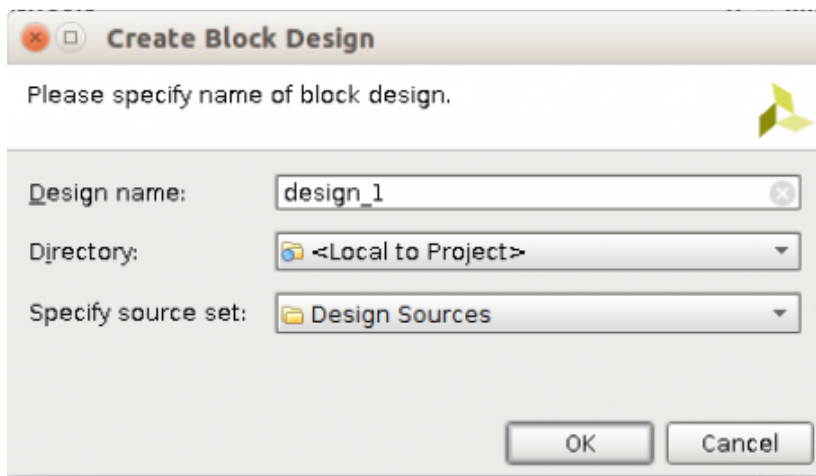 Create Block Design
Please specify name of block design.
Design name: design_1
Directory: <Local to Project>
Specify source set: Design Sources
OK Cancel